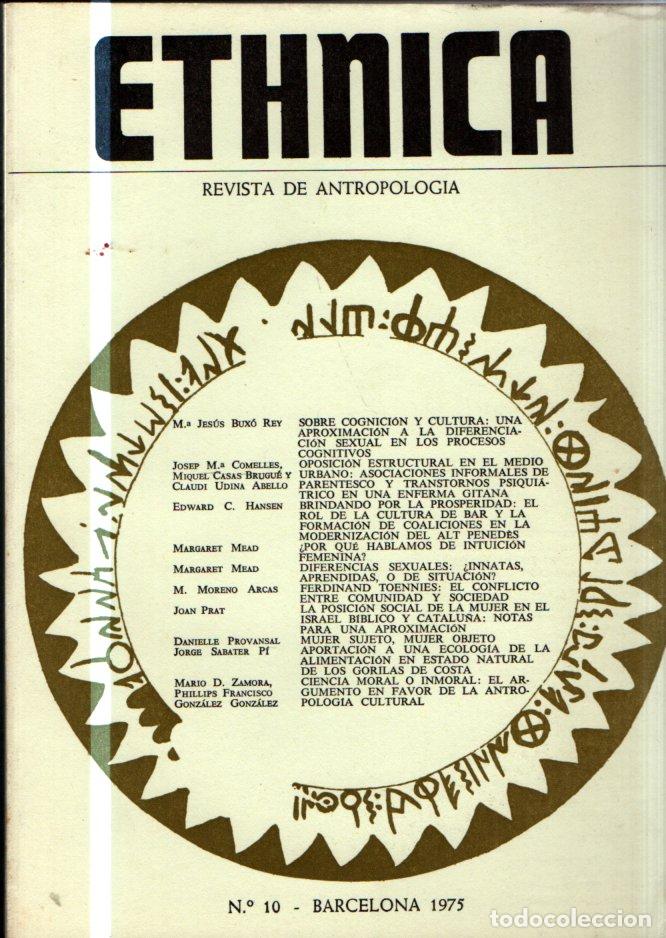 ETHNICA
REVISTA DE ANTROPOLOGIA
M.ª JESÚS BUXÓ REY SOBRE COGNICIÓN Y CULTURA: UNA
APROXIMACIÓN A LA DIFERENCIA-
CIÓN SEXUAL EN LOS PROCESOS
COGNITIVOS
JOSEP M.ª COMELLES, OPOSICIÓN ESTRUCTURAL EN EL MEDIO
MIQUEL CASAS BRUGUÉ Y URBANO: ASOCIACIONES INFORMALES DE
CLAUDI UDINA ABELLO PARENTESCO Y TRANSTORNOS PSIQUIÁ-
TRICO EN UNA ENFERMA GITANA
EDWARD C. HANSEN BRINDANDO POR LA PROSPERIDAD: EL
ROL DE LA CULTURA DE BAR Y LA
FORMACIÓN DE COALICIONES EN LA
MODERNIZACIÓN DEL ALT PENEDÉS
MARGARET MEAD ¿POR QUÉ HABLAMOS DE INTUICIÓN
FEMENINA?
MARGARET MEAD DIFERENCIAS SEXUALES: ¿INNATAS,
APRENDIDAS, O DE SITUACIÓN?
M. MORENO ARCAS FERDINAND TOENNIES: EL CONFLICTO
ENTRE COMUNIDAD Y SOCIEDAD
JOAN PRAT LA POSICIÓN SOCIAL DE LA MUJER EN EL
ISRAEL BÍBLICO Y CATALUÑA: NOTAS
PARA UNA APROXIMACIÓN
DANIELLE PROVANSAL MUJER SUJETO, MUJER OBJETO
JORGE SABATER PÍ APORTACIÓN A UNA ECOLOGIA DE LA
ALIMENTACIÓN EN ESTADO NATURAL
DE LOS GORILAS DE COSTA
MARIO D. ZAMORA, CIENCIA MORAL O INMORAL: EL AR-
PHILLIPS FRANCISCO GUMENTO EN FAVOR DE LA ANTRO-
GONZÁLEZ GONZÁLEZ POLOGIA CULTURAL
N.º 10 - BARCELONA 1975
todocoleccion